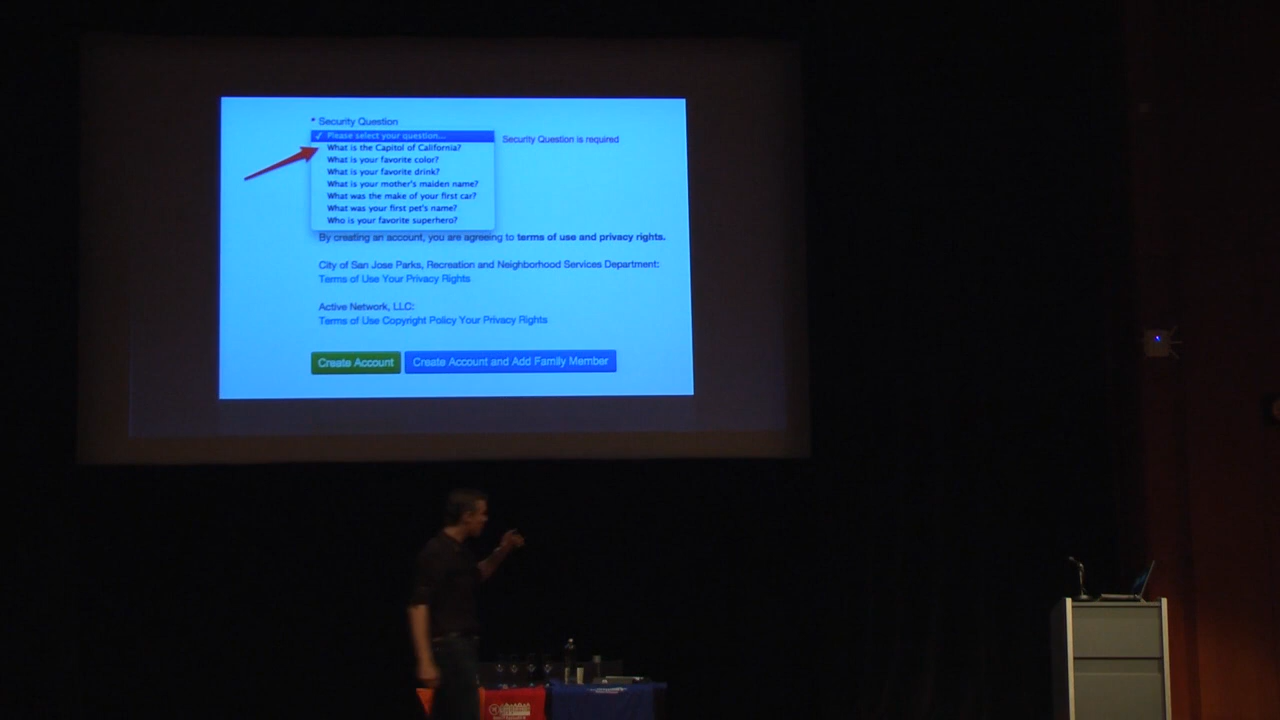 * Security Question
✓ Please select your question...
Security Question is required
What is the Capitol of California?
What is your favorite color?
What is your favorite drink?
What is your mother's maiden name?
What was the make of your first car?
What was your first pet's name?
Who is your favorite superhero?
By creating an account, you are agreeing to terms of use and privacy rights.
City of San Jose Parks, Recreation and Neighborhood Services Department:
Terms of Use Your Privacy Rights
Active Network, LLC:
Terms of Use Copyright Policy Your Privacy Rights
Create Account
Create Account and Add Family Member